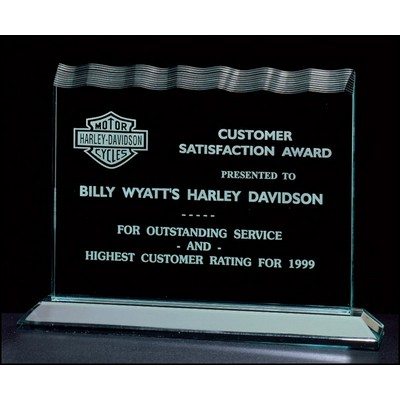 MOTOR
HARLEY-DAVIDSON
CYCLES
CUSTOMER
SATISFACTION AWARD
PRESENTED TO
BILLY WYATT'S HARLEY DAVIDSON
- - - - -
FOR OUTSTANDING SERVICE
- AND -
HIGHEST CUSTOMER RATING FOR 1999